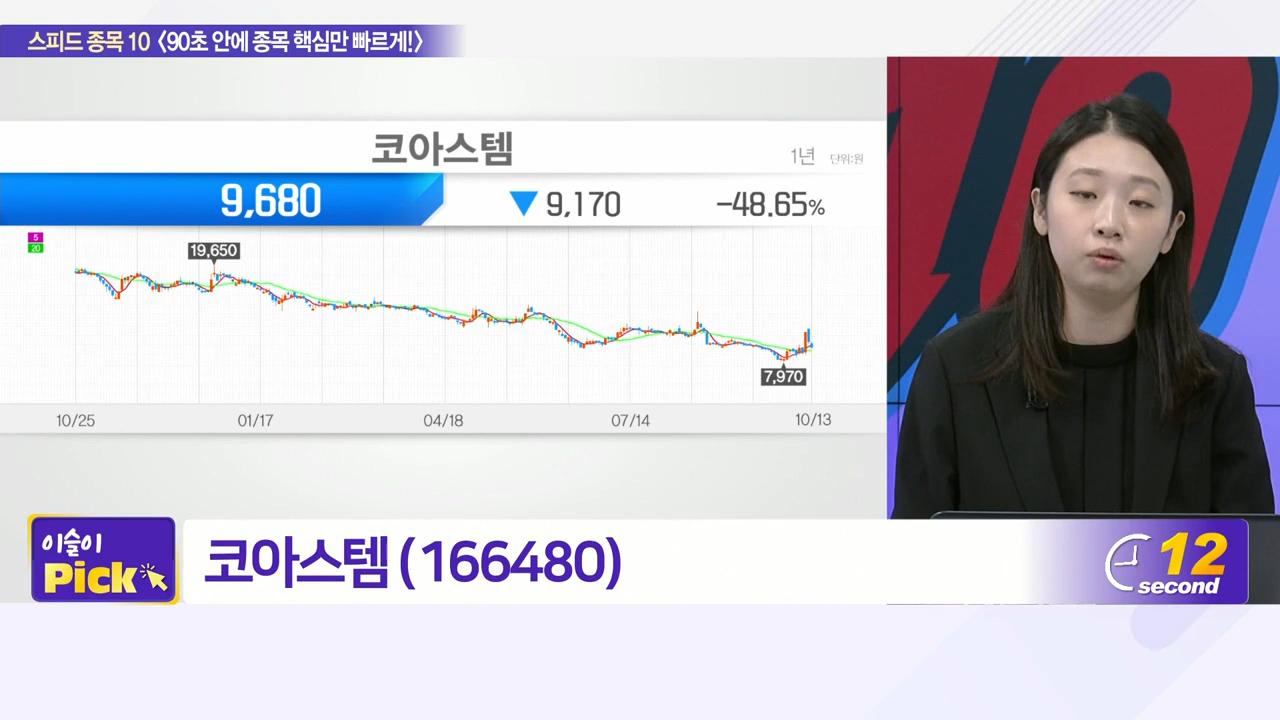 스피드 종목 10 〈90초 안에 종목 핵심만 빠르게!〉
코아스템
1년 단위:원
9,680 ▼ 9,170 -48.65%
5
20
19,650
7,970
10/25 01/17 04/18 07/14 10/13
이슬이
Pick
코아스템 (166480)
12
second